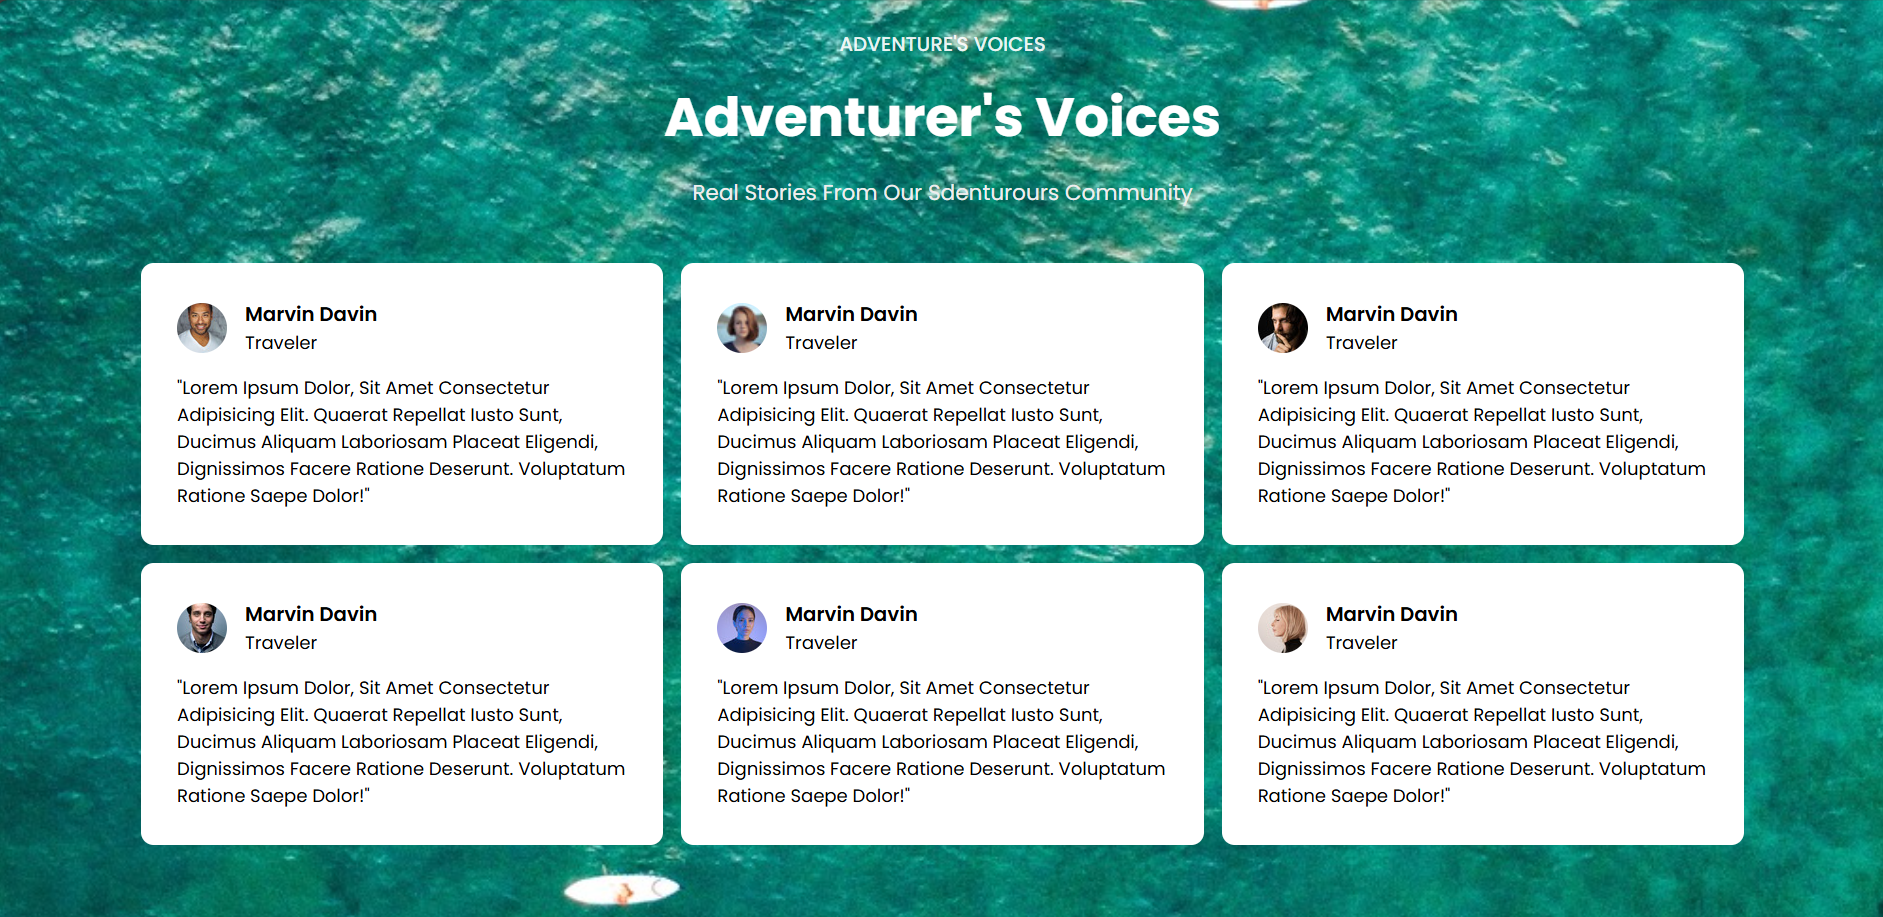 ADVENTURE'S VOICES
Adventurer's Voices
Real Stories From Our Sdenturours Community
Marvin Davin
Traveler
"Lorem Ipsum Dolor, Sit Amet Consectetur
Adipisicing Elit. Quaerat Repellat Iusto Sunt,
Ducimus Aliquam Laboriosam Placeat Eligendi,
Dignissimos Facere Ratione Deserunt. Voluptatum
Ratione Saepe Dolor!"
Marvin Davin
Traveler
"Lorem Ipsum Dolor, Sit Amet Consectetur
Adipisicing Elit. Quaerat Repellat Iusto Sunt,
Ducimus Aliquam Laboriosam Placeat Eligendi,
Dignissimos Facere Ratione Deserunt. Voluptatum
Ratione Saepe Dolor!"
Marvin Davin
Traveler
"Lorem Ipsum Dolor, Sit Amet Consectetur
Adipisicing Elit. Quaerat Repellat Iusto Sunt,
Ducimus Aliquam Laboriosam Placeat Eligendi,
Dignissimos Facere Ratione Deserunt. Voluptatum
Ratione Saepe Dolor!"
Marvin Davin
Traveler
"Lorem Ipsum Dolor, Sit Amet Consectetur
Adipisicing Elit. Quaerat Repellat Iusto Sunt,
Ducimus Aliquam Laboriosam Placeat Eligendi,
Dignissimos Facere Ratione Deserunt. Voluptatum
Ratione Saepe Dolor!"
Marvin Davin
Traveler
"Lorem Ipsum Dolor, Sit Amet Consectetur
Adipisicing Elit. Quaerat Repellat Iusto Sunt,
Ducimus Aliquam Laboriosam Placeat Eligendi,
Dignissimos Facere Ratione Deserunt. Voluptatum
Ratione Saepe Dolor!"
Marvin Davin
Traveler
"Lorem Ipsum Dolor, Sit Amet Consectetur
Adipisicing Elit. Quaerat Repellat Iusto Sunt,
Ducimus Aliquam Laboriosam Placeat Eligendi,
Dignissimos Facere Ratione Deserunt. Voluptatum
Ratione Saepe Dolor!"